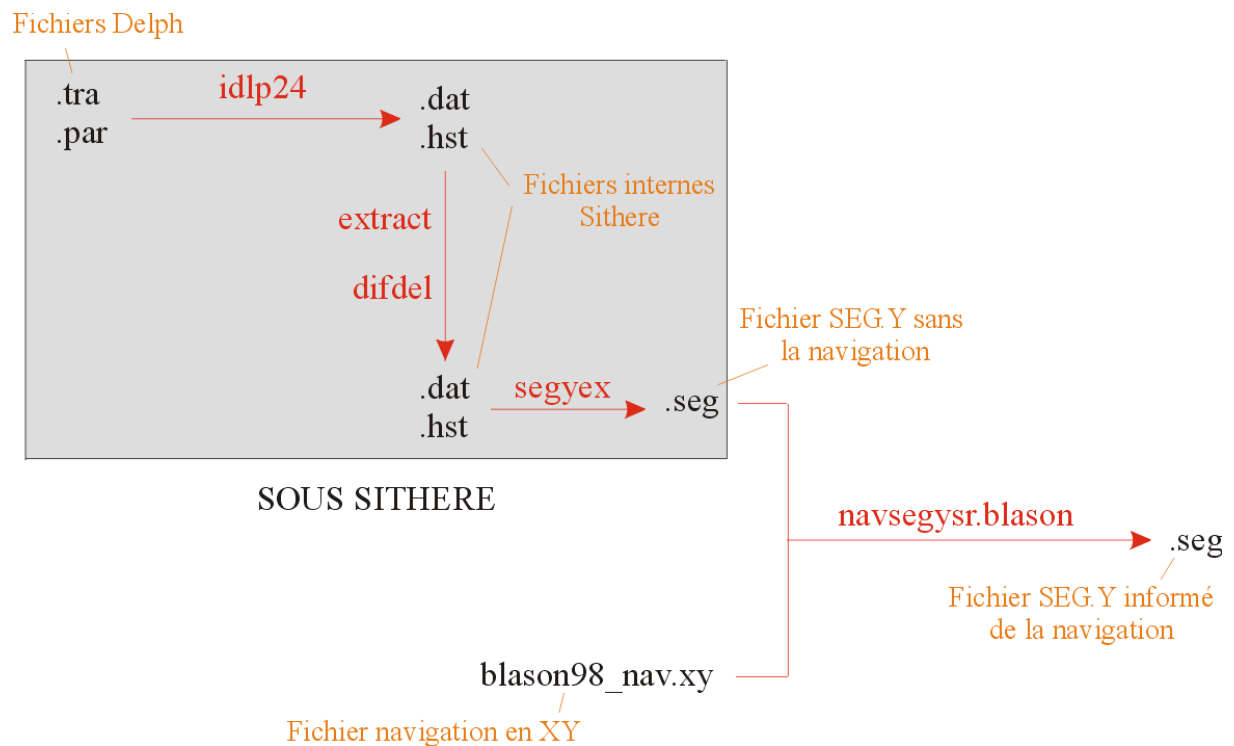 Fichiers Delph
.tra
.par
idlp24
.dat
.hst
Fichiers internes
Sithere
extract
difdel
.dat
.hst
segyex
.seg
Fichier SEG.Y sans
la navigation
SOUS SITHERE
navsegysr.blason
.seg
Fichier SEG.Y informé
de la navigation
blason98_nav.xy
Fichier navigation en XY